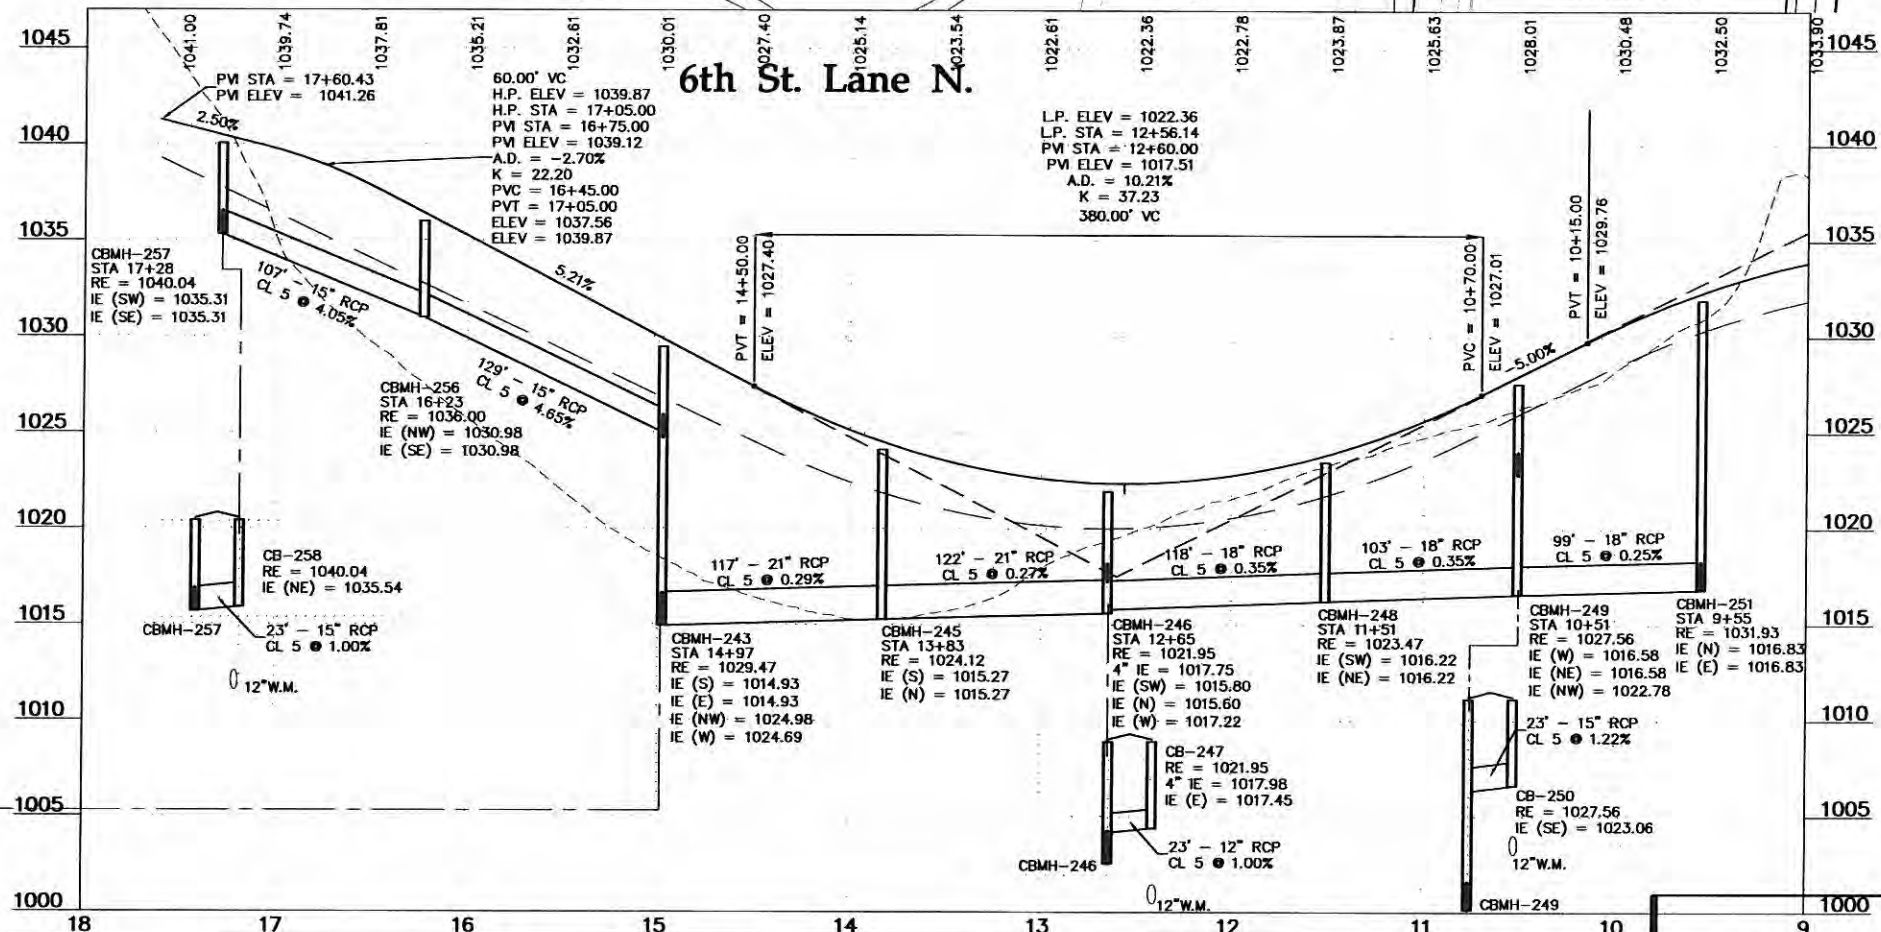 1041.00
1039.74
1037.81
1035.21
1032.61
1030.01
1027.40
1025.14
1023.54
1022.61
1022.36
1022.78
1023.87
1025.63
1028.01
1030.48
1032.50
1033.90
6th St. Lane N.
1045
1040
1035
1030
1025
1020
1015
1010
1005
1000
1045
1040
1035
1030
1025
1020
1015
1010
1005
1000
PVI STA = 17+60.43
PVI ELEV = 1041.26
2.50%
60.00' VC
H.P. ELEV = 1039.87
H.P. STA = 17+05.00
PVI STA = 16+75.00
PVI ELEV = 1039.12
A.D. = -2.70%
K = 22.20
PVC = 16+45.00
PVT = 17+05.00
ELEV = 1037.56
ELEV = 1039.87
L.P. ELEV = 1022.36
L.P. STA = 12+56.14
PVI STA = 12+60.00
PVI ELEV = 1017.51
A.D. = 10.21%
K = 37.23
380.00' VC
5.21%
PVT = 14+50.00
ELEV = 1027.40
PVC = 10+70.00
ELEV = 1027.01
PVT = 10+15.00
ELEV = 1029.76
-5.00%
CBMH-257
STA 17+28
RE = 1040.04
IE (SW) = 1035.31
IE (SE) = 1035.31
107' - 15" RCP
CL 5 @ 4.05%
129' - 15" RCP
CL 5 @ 4.65%
CBMH-256
STA 16+23
RE = 1036.00
IE (NW) = 1030.98
IE (SE) = 1030.98
117' - 21" RCP
CL 5 @ 0.29%
122' - 21" RCP
CL 5 @ 0.27%
118' - 18" RCP
CL 5 @ 0.35%
103' - 18" RCP
CL 5 @ 0.35%
99' - 18" RCP
CL 5 @ 0.25%
CB-258
RE = 1040.04
IE (NE) = 1035.54
CBMH-257
23' - 15" RCP
CL 5 @ 1.00%
12"W.M.
CBMH-243
STA 14+97
RE = 1029.47
IE (S) = 1014.93
IE (E) = 1014.93
IE (NW) = 1024.98
IE (W) = 1024.69
CBMH-245
STA 13+83
RE = 1024.12
IE (S) = 1015.27
IE (N) = 1015.27
CBMH-246
STA 12+65
RE = 1021.95
4" IE = 1017.75
IE (SW) = 1015.80
IE (N) = 1015.60
IE (W) = 1017.22
CBMH-248
STA 11+51
RE = 1023.47
IE (SW) = 1016.22
IE (NE) = 1016.22
CBMH-249
STA 10+51
RE = 1027.56
IE (W) = 1016.58
IE (NE) = 1016.58
IE (NW) = 1022.78
CBMH-251
STA 9+55
RE = 1031.93
IE (N) = 1016.83
IE (E) = 1016.83
CB-247
RE = 1021.95
4" IE = 1017.98
IE (E) = 1017.45
CBMH-246
23' - 12" RCP
CL 5 @ 1.00%
12"W.M.
23' - 15" RCP
CL 5 @ 1.22%
CB-250
RE = 1027.56
IE (SE) = 1023.06
12"W.M.
CBMH-249
18
17
16
15
14
13
12
11
10
9